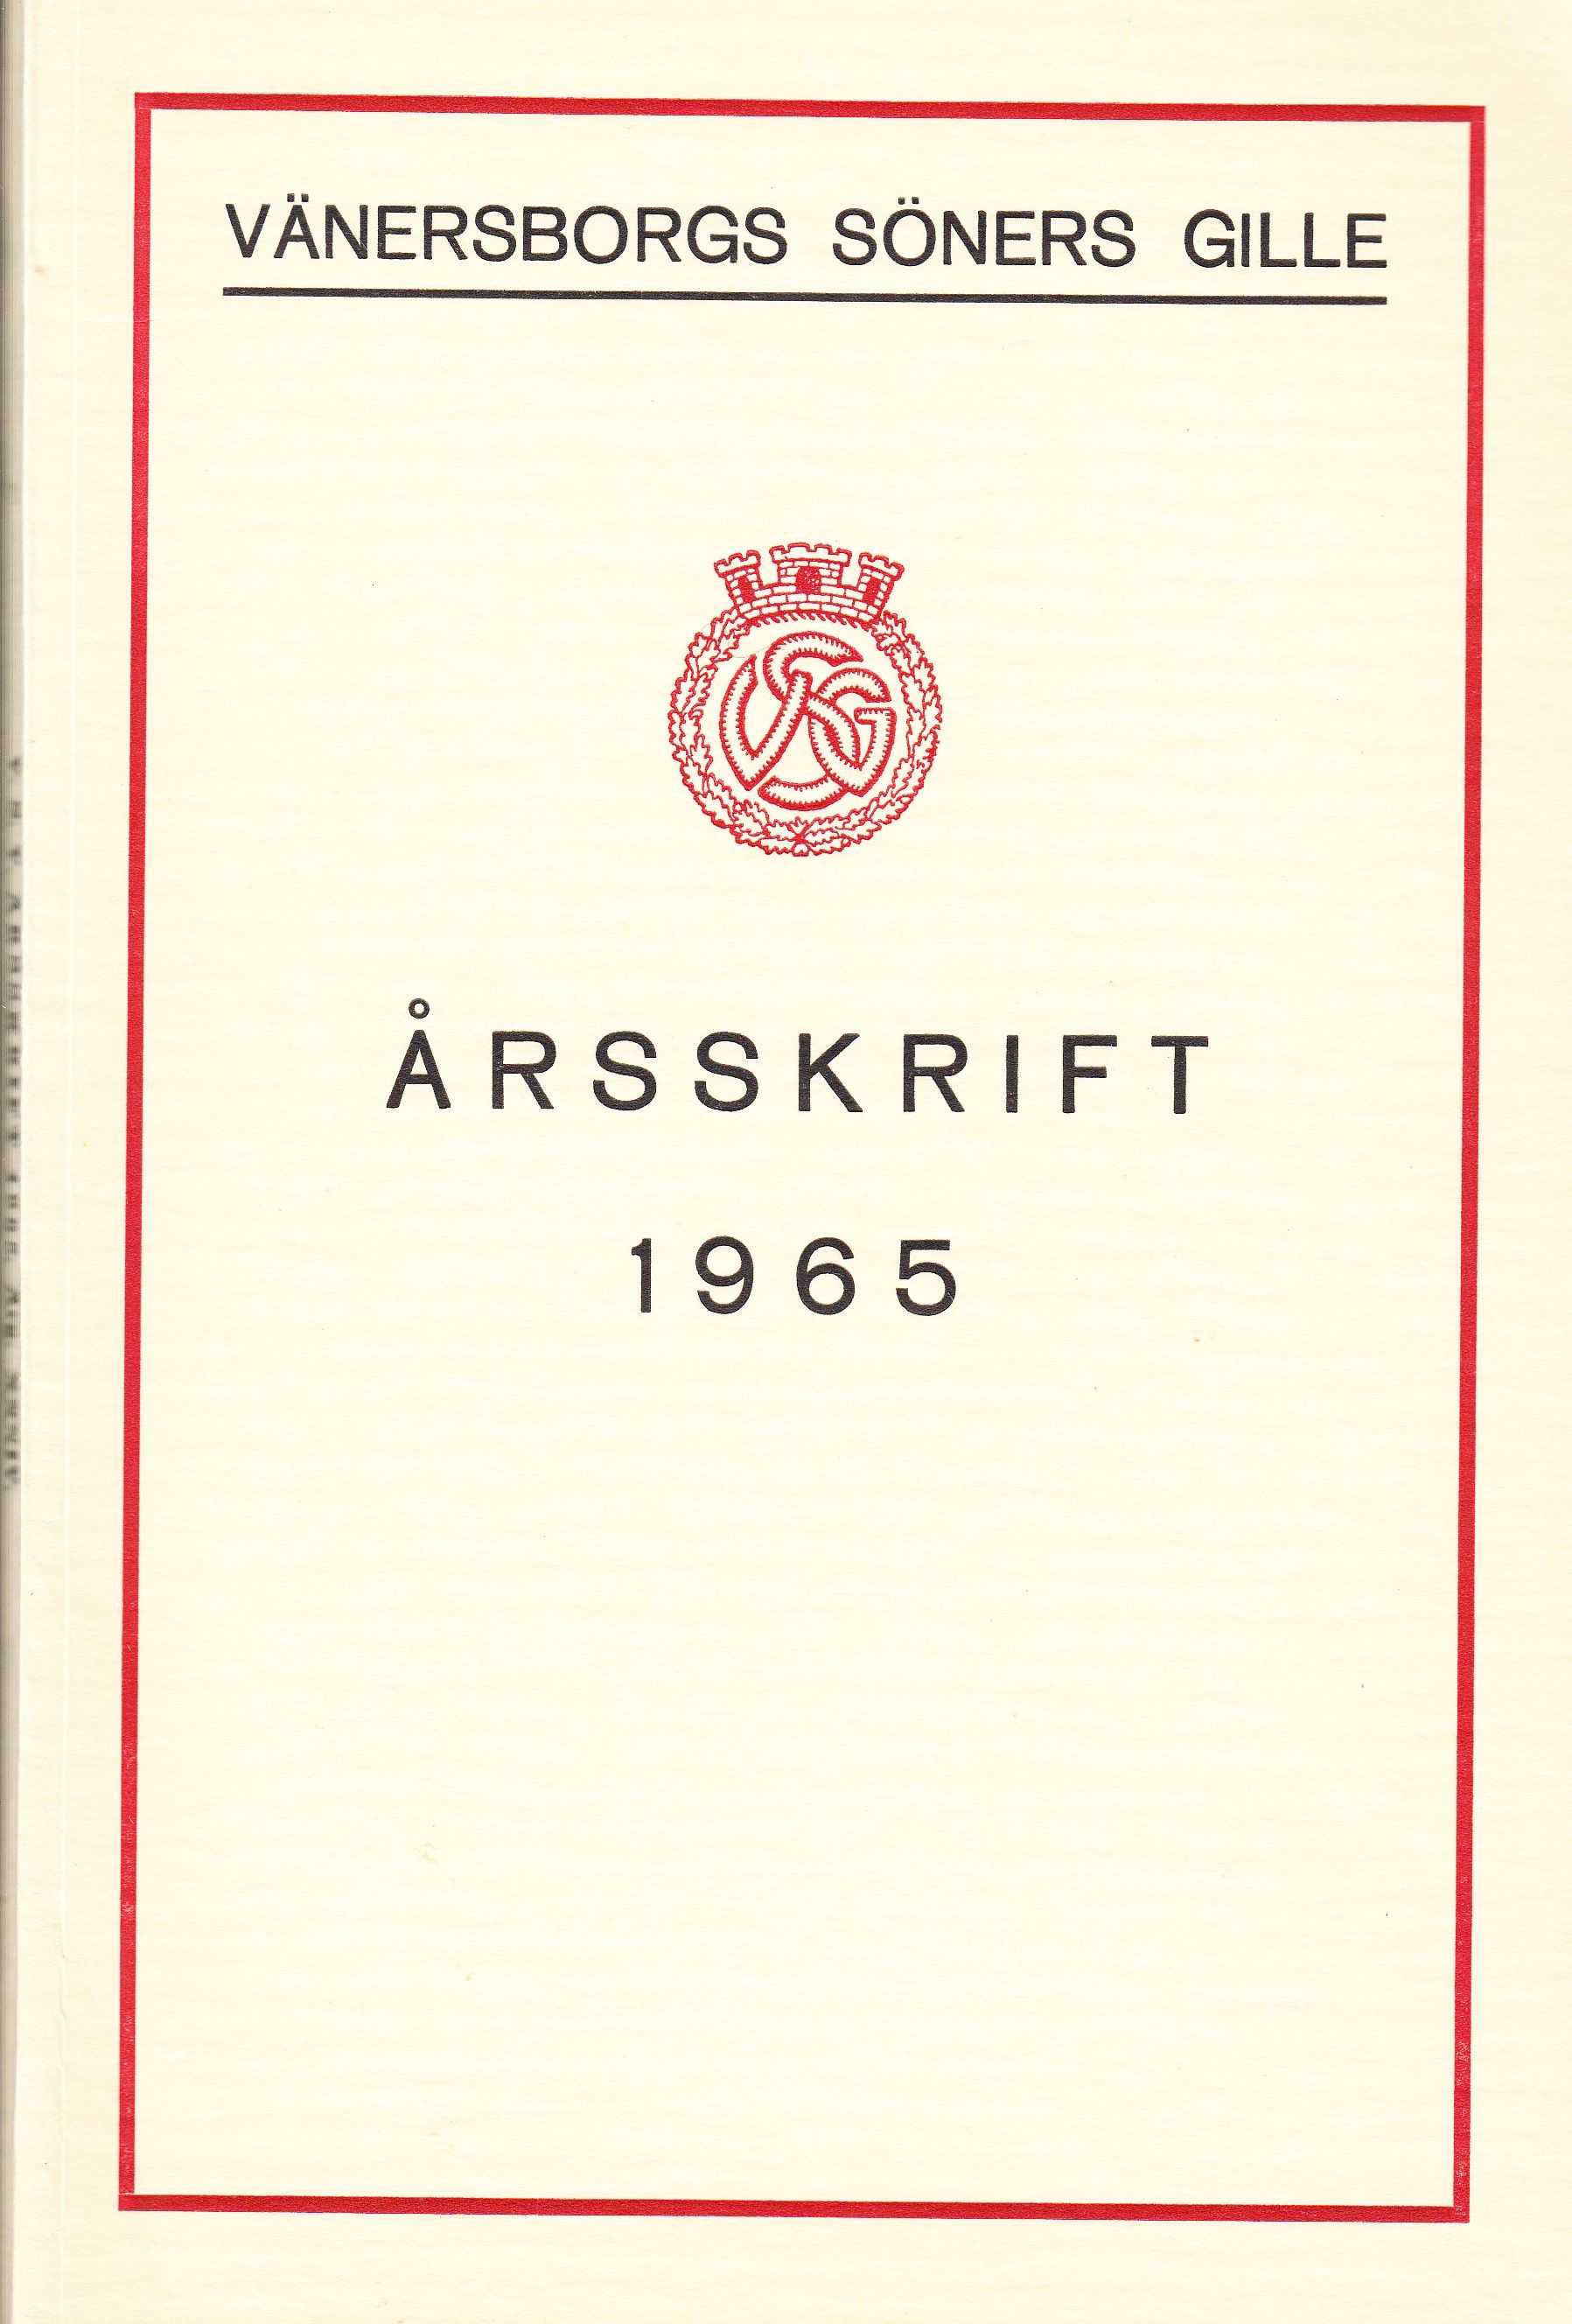 VÄNERSBORGS SÖNERS GILLE
VSG
ÅRSSKRIFT
1965